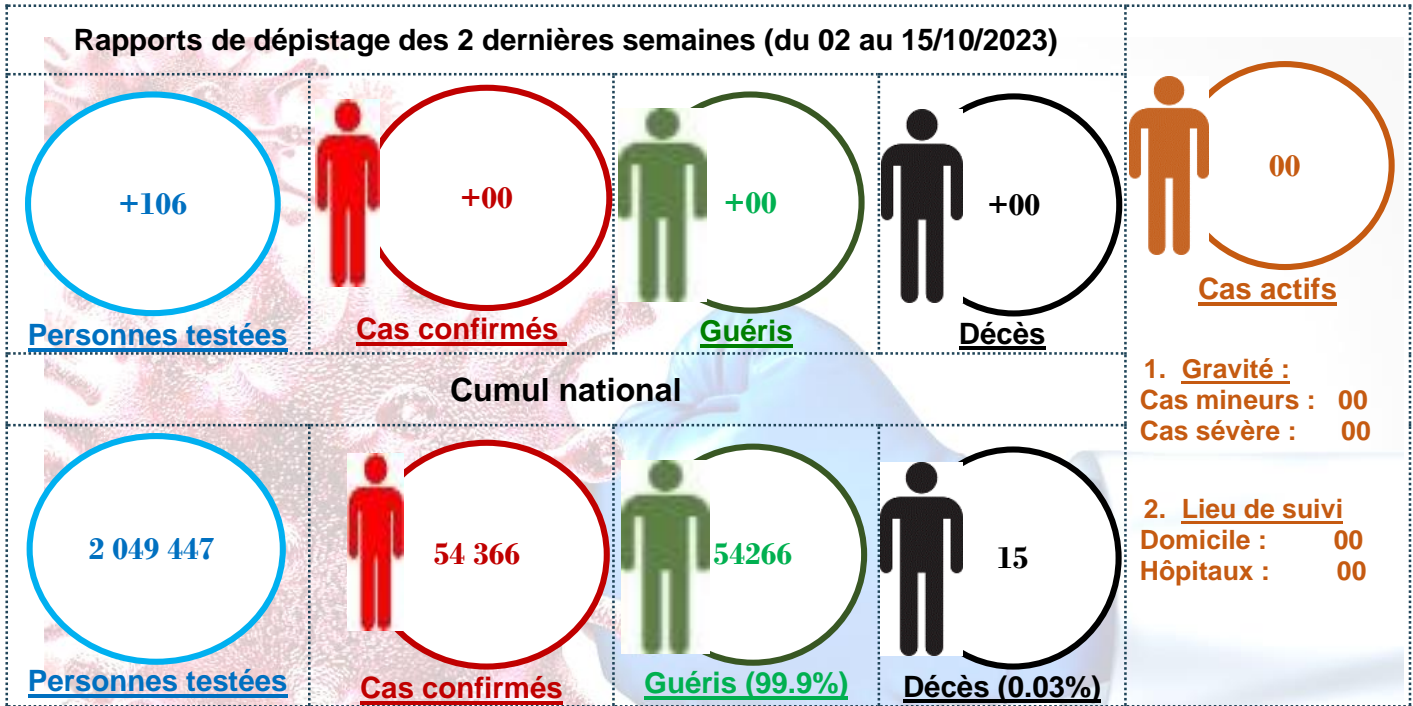 Rapports de dépistage des 2 dernières semaines (du 02 au 15/10/2023)
+106
Personnes testées
+00
Cas confirmés
+00
Guéris
+00
Décès
Cumul national
2 049 447
Personnes testées
54 366
Cas confirmés
54266
Guéris (99.9%)
15
Décès (0.03%)
00
Cas actifs
1. Gravité :
Cas mineurs : 00
Cas sévère : 00
2. Lieu de suivi
Domicile : 00
Hôpitaux : 00